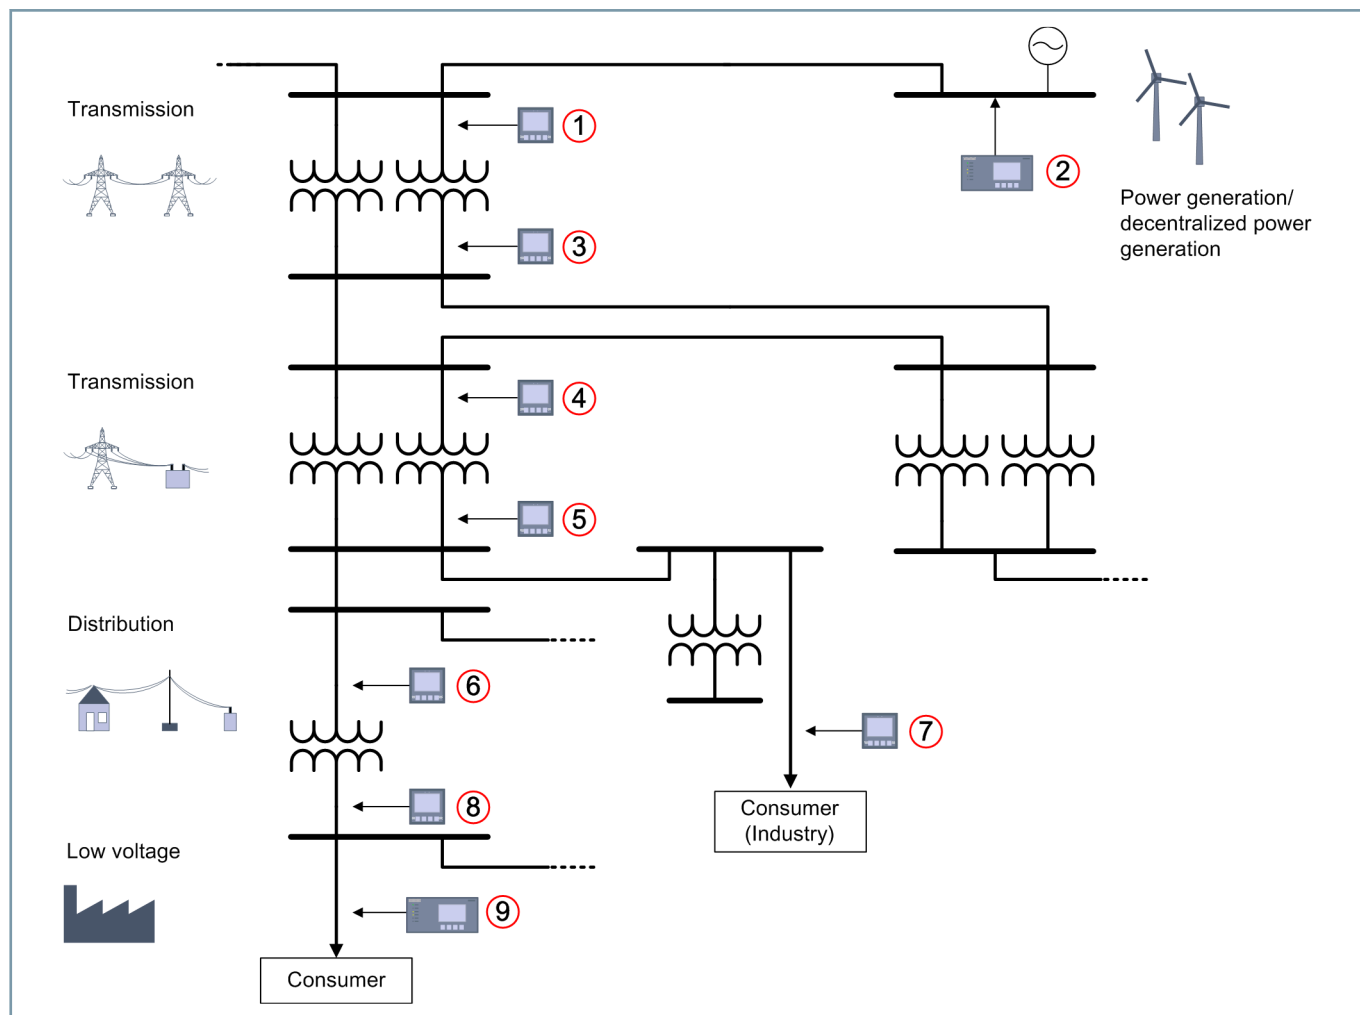 Transmission
1
2
Power generation/
decentralized power
generation
3
Transmission
4
5
Distribution
6
7
8
Consumer
(Industry)
Low voltage
9
Consumer